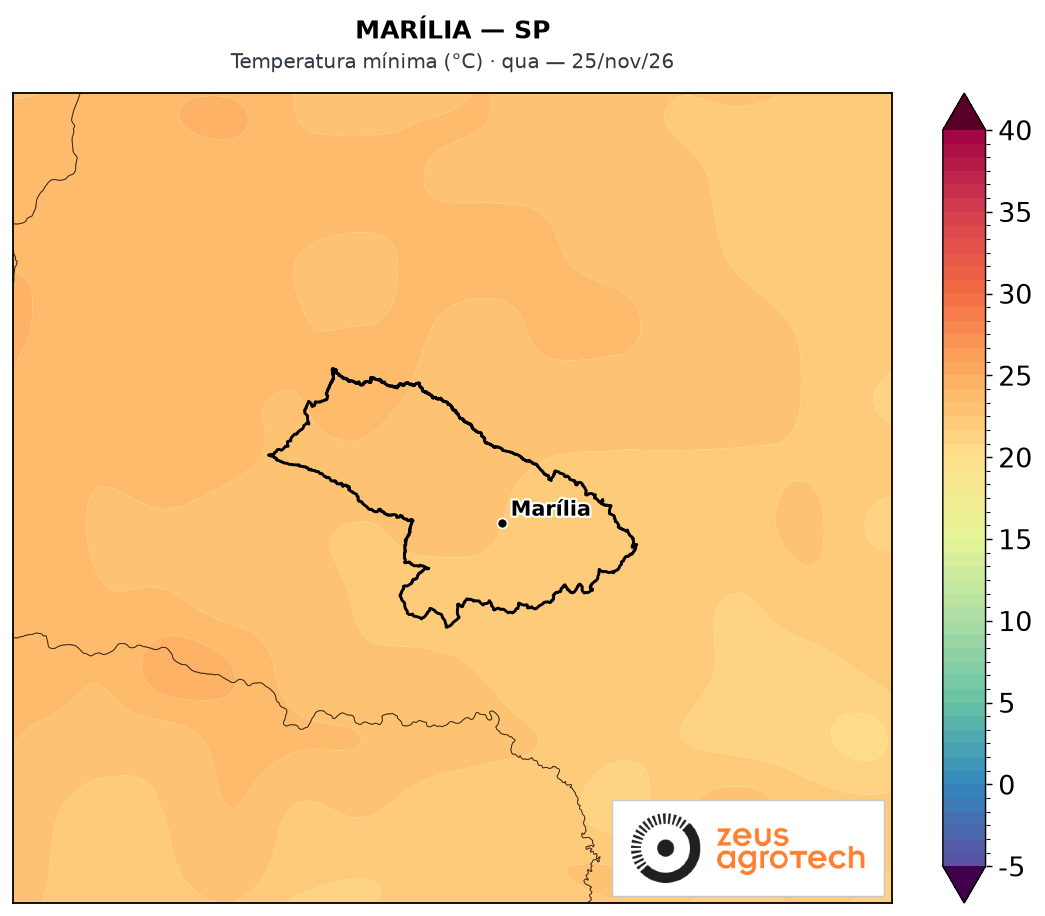 MARÍLIA — SP
Temperatura mínima (°C) · qua — 25/nov/26
40
35
30
25
20
15
10
5
0
-5
Marília
zeus
agrotech